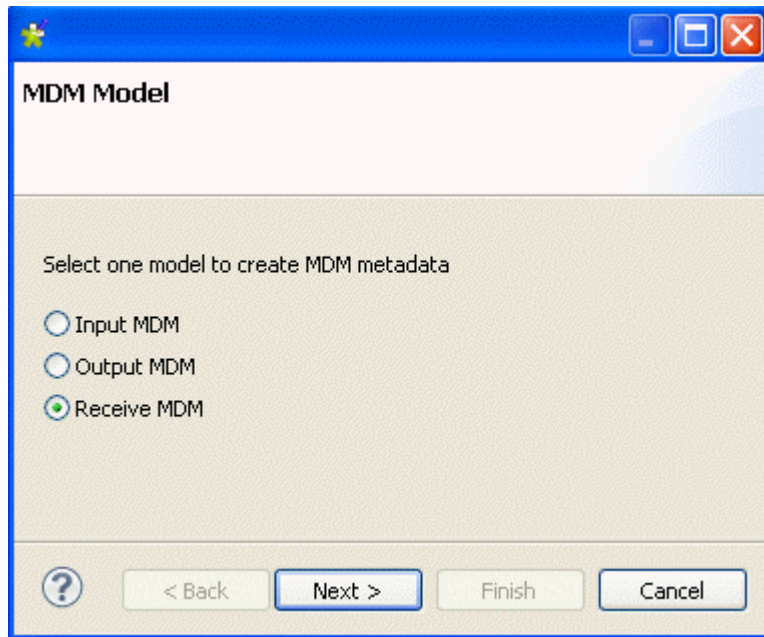 MDM Model
Select one model to create MDM metadata
Input MDM
Output MDM
Receive MDM
? < Back Next > Finish Cancel